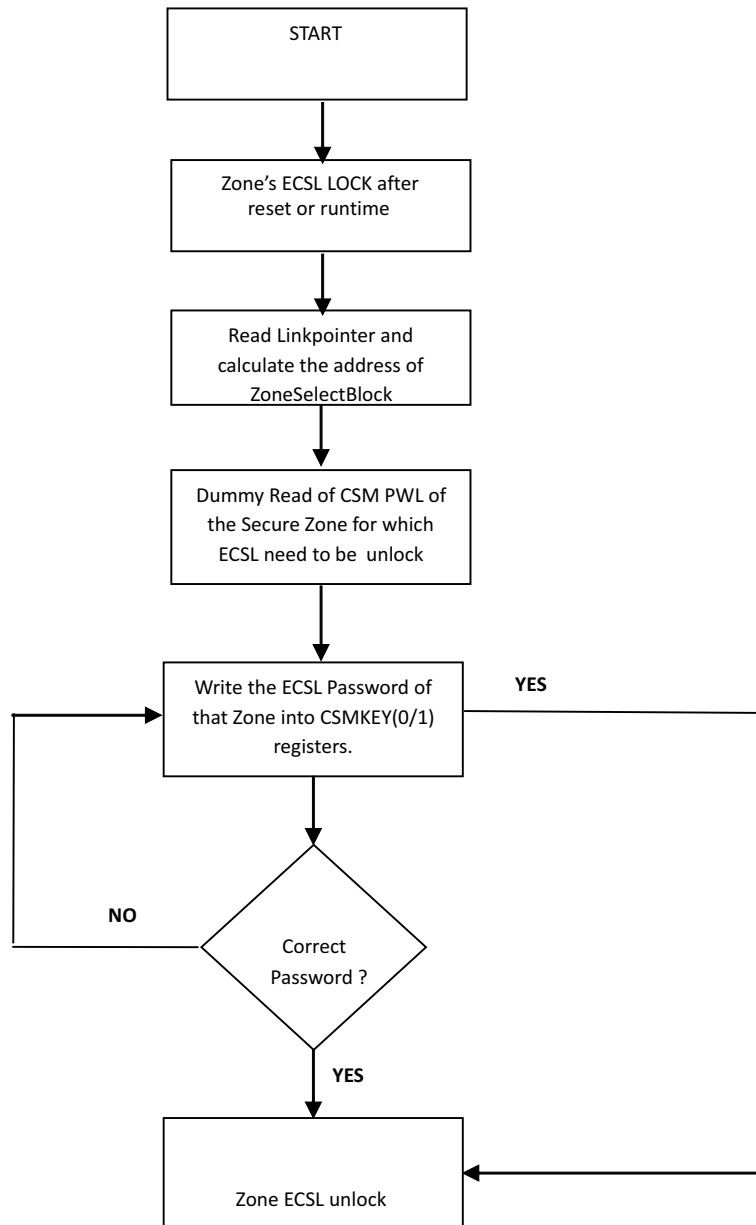 START
Zone's ECSL LOCK after
reset or runtime
Read Linkpointer and
calculate the address of
ZoneSelectBlock
Dummy Read of CSM PWL of
the Secure Zone for which
ECSL need to be unlock
Write the ECSL Password of
that Zone into CSMKEY(0/1)
registers.
YES
NO
Correct
Password ?
YES
Zone ECSL unlock